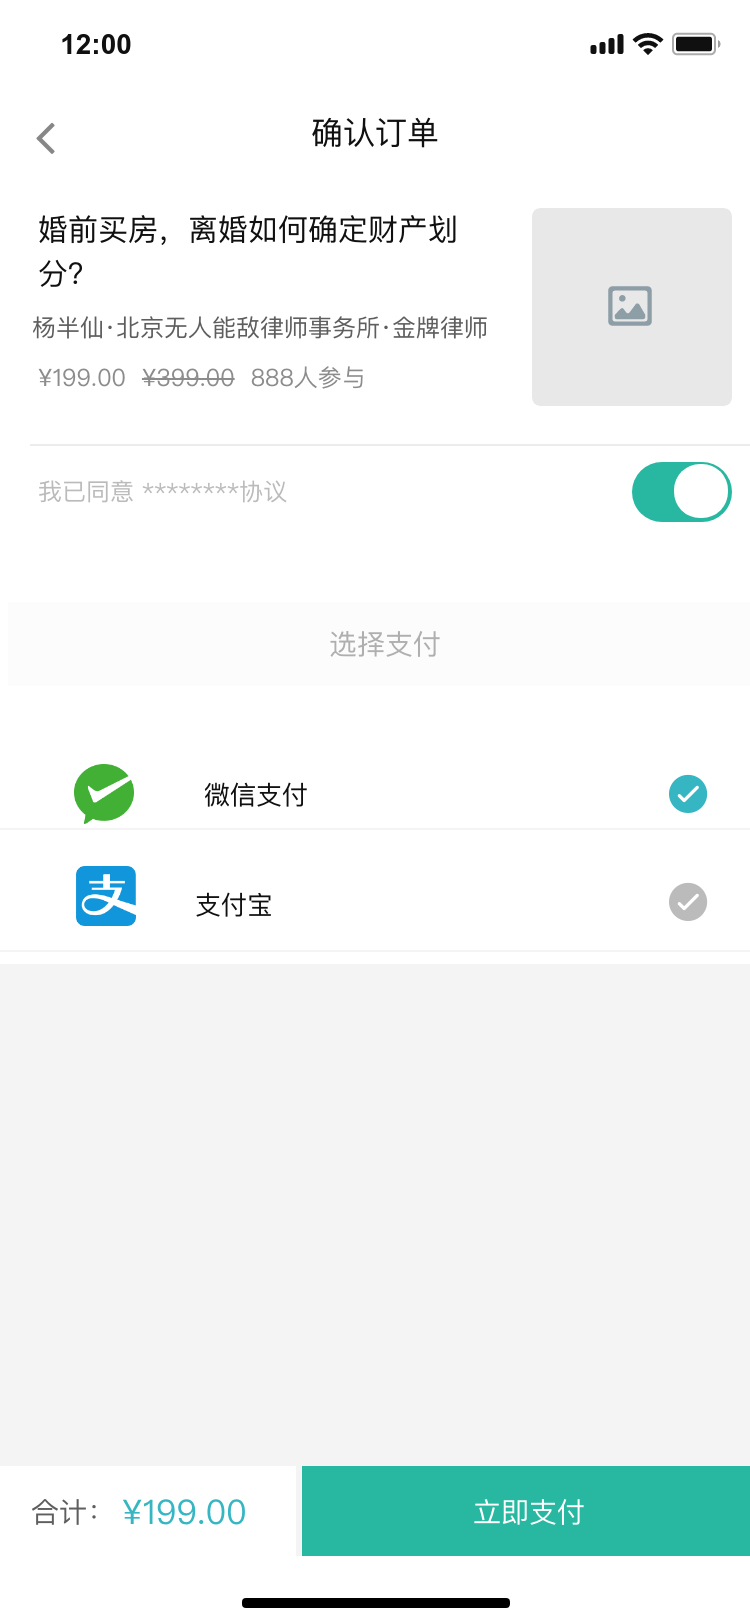 12:00
确认订单
婚前买房，离婚如何确定财产划
分？
杨半仙·北京无人能敌律师事务所·金牌律师
¥199.00 ¥399.00 888人参与
我已同意 ********协议
选择支付
微信支付
支
支付宝
合计： ¥199.00
立即支付